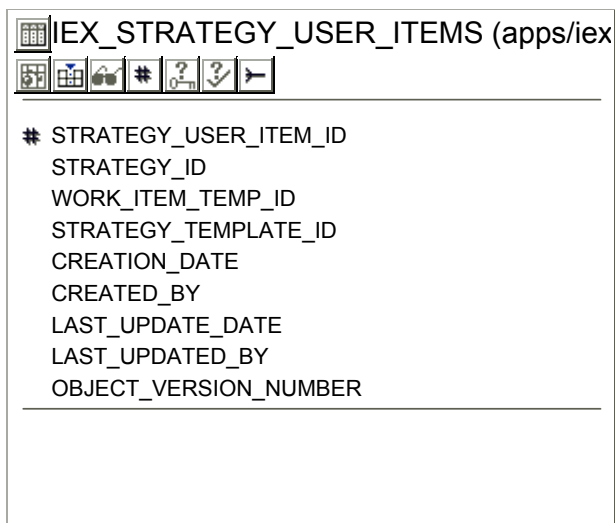 IEX_STRATEGY_USER_ITEMS (apps/iex
# STRATEGY_USER_ITEM_ID
STRATEGY_ID
WORK_ITEM_TEMP_ID
STRATEGY_TEMPLATE_ID
CREATION_DATE
CREATED_BY
LAST_UPDATE_DATE
LAST_UPDATED_BY
OBJECT_VERSION_NUMBER